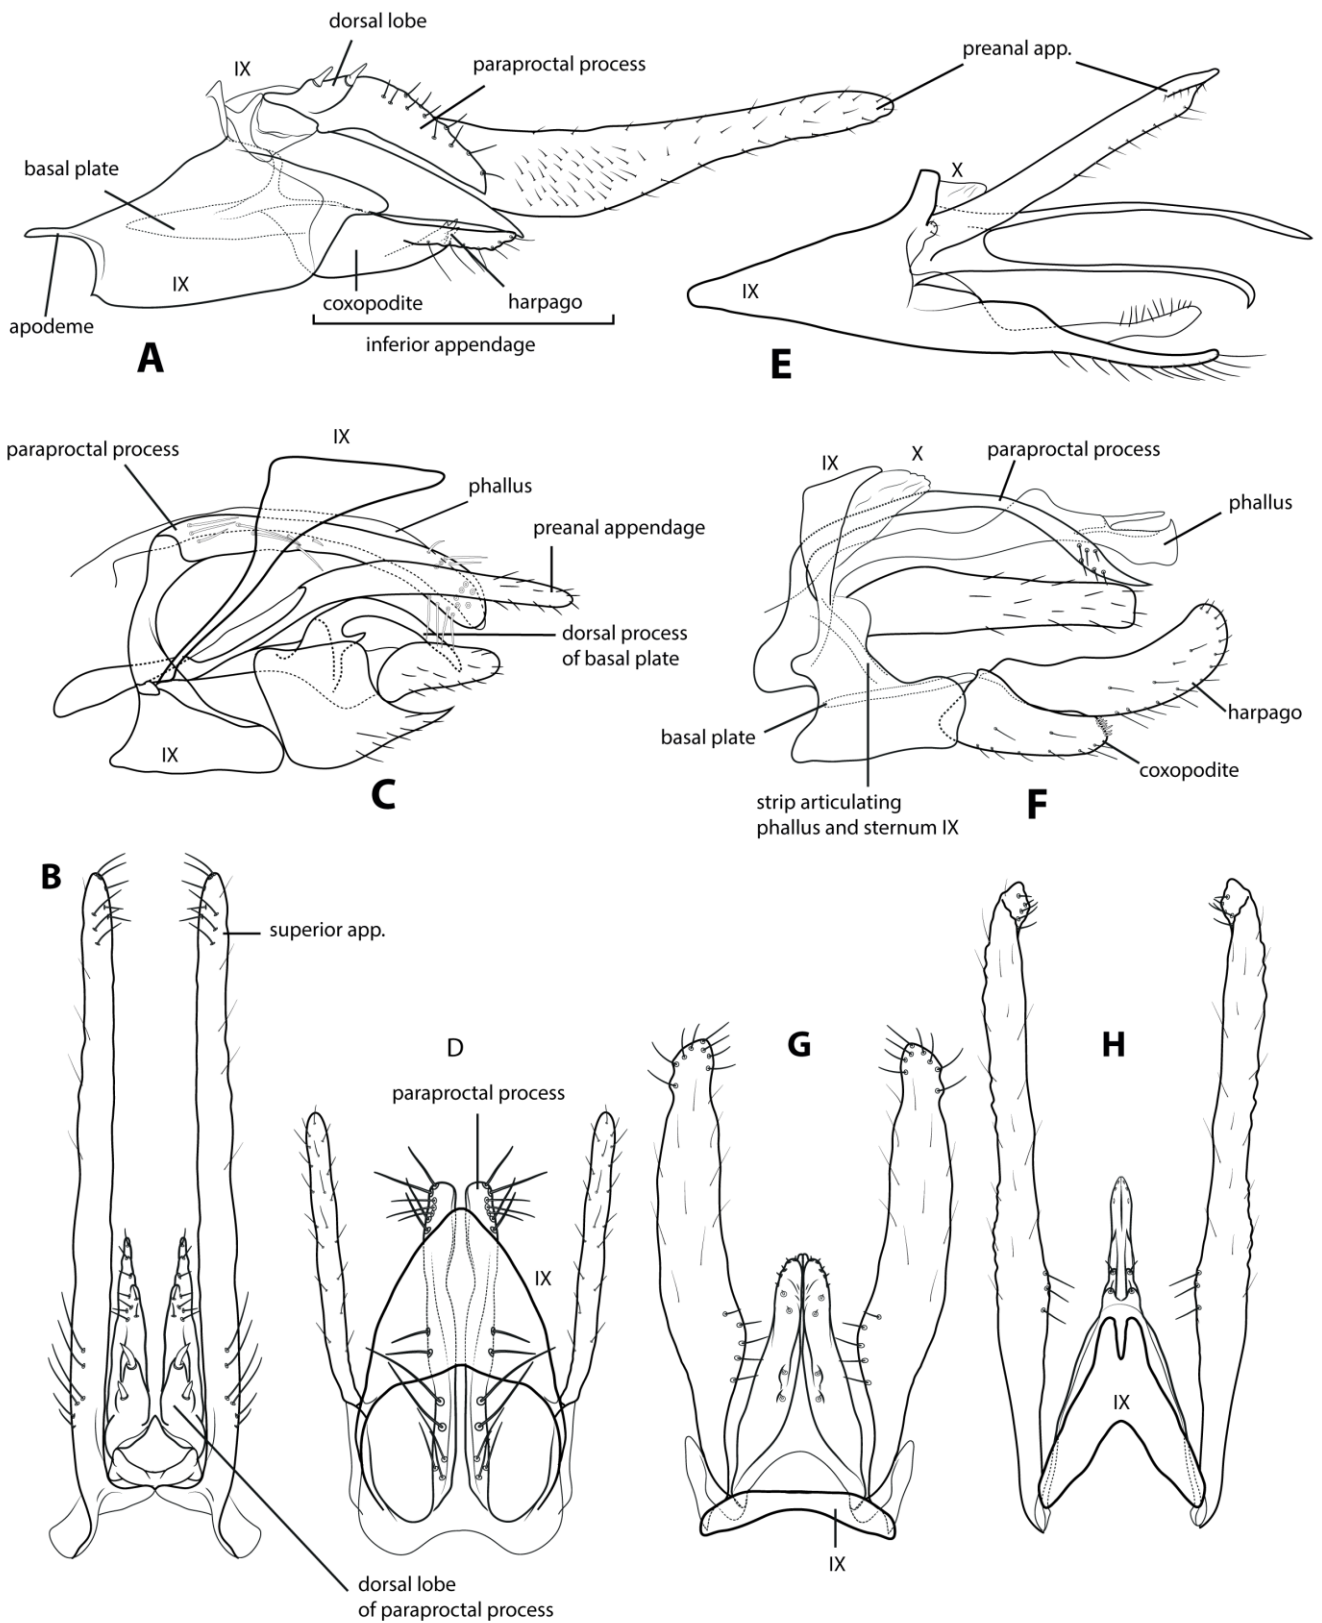 dorsal lobe
IX
paraproctal process
preanal app.
basal plate
X
IX
IX
apodeme
coxopodite
harpago
inferior appendage
A
E
paraproctal process
IX
phallus
preanal appendage
dorsal process
of basal plate
IX
C
IX
X
paraproctal process
phallus
basal plate
harpago
coxopodite
strip articulating
phallus and sternum IX
F
B
superior app.
dorsal lobe
of paraproctal process
D
paraproctal process
IX
G
IX
H
IX